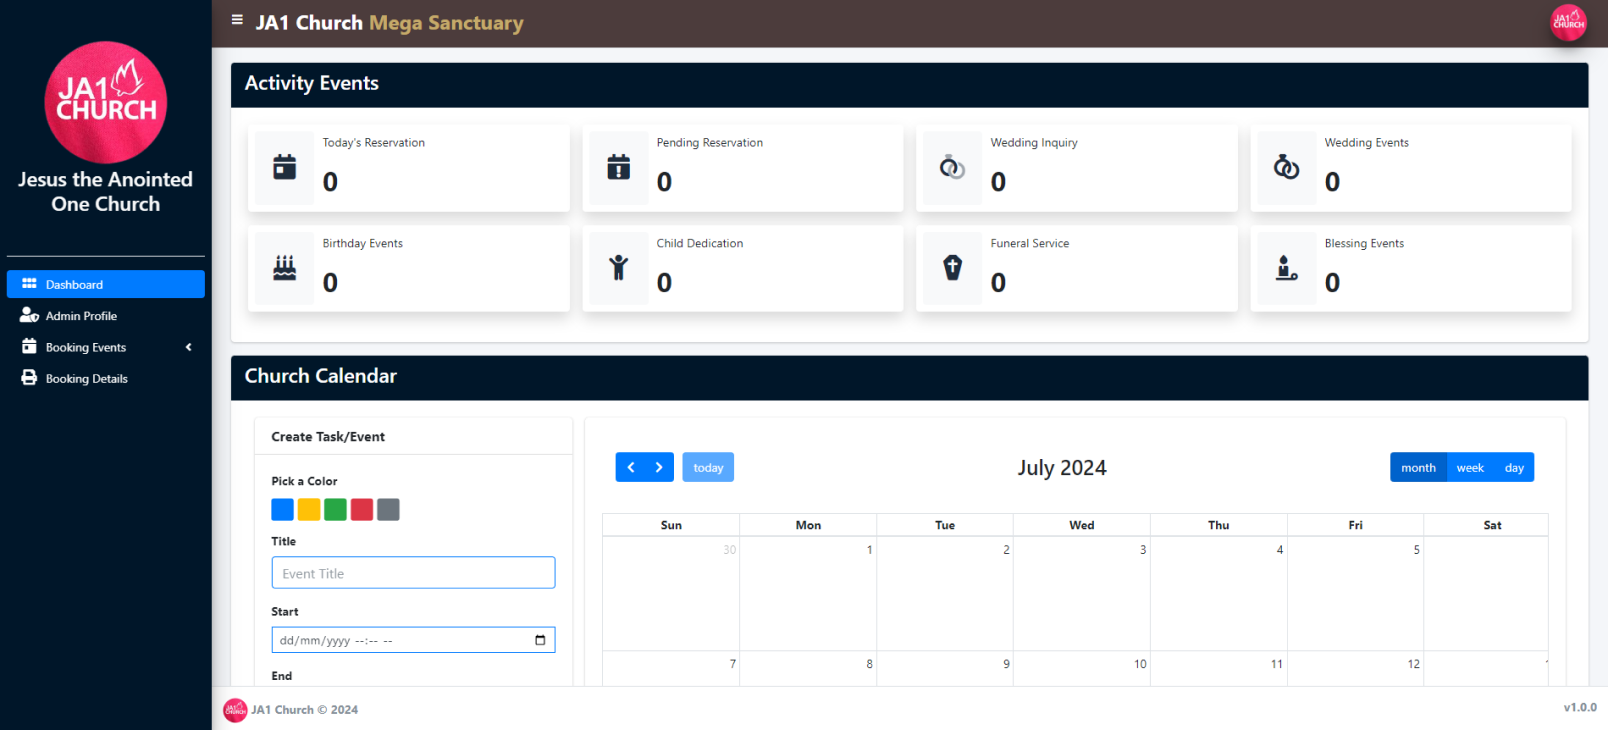 JA1
CHURCH
Jesus the Anointed
One Church
Dashboard
Admin Profile
Booking Events
Booking Details
JA1 Church Mega Sanctuary
JA1
CHURCH
Activity Events
Today's Reservation
0
Pending Reservation
0
Wedding Inquiry
0
Wedding Events
0
Birthday Events
0
Child Dedication
0
Funeral Service
0
Blessing Events
0
Church Calendar
Create Task/Event
Pick a Color
Title
Event Title
Start
dd/mm/yyyy --:-- --
End
today
July 2024
month week day
Sun Mon Tue Wed Thu Fri Sat
30 1 2 3 4 5
7 8 9 10 11 12
JA1
CHURCH
JA1 Church © 2024
v1.0.0